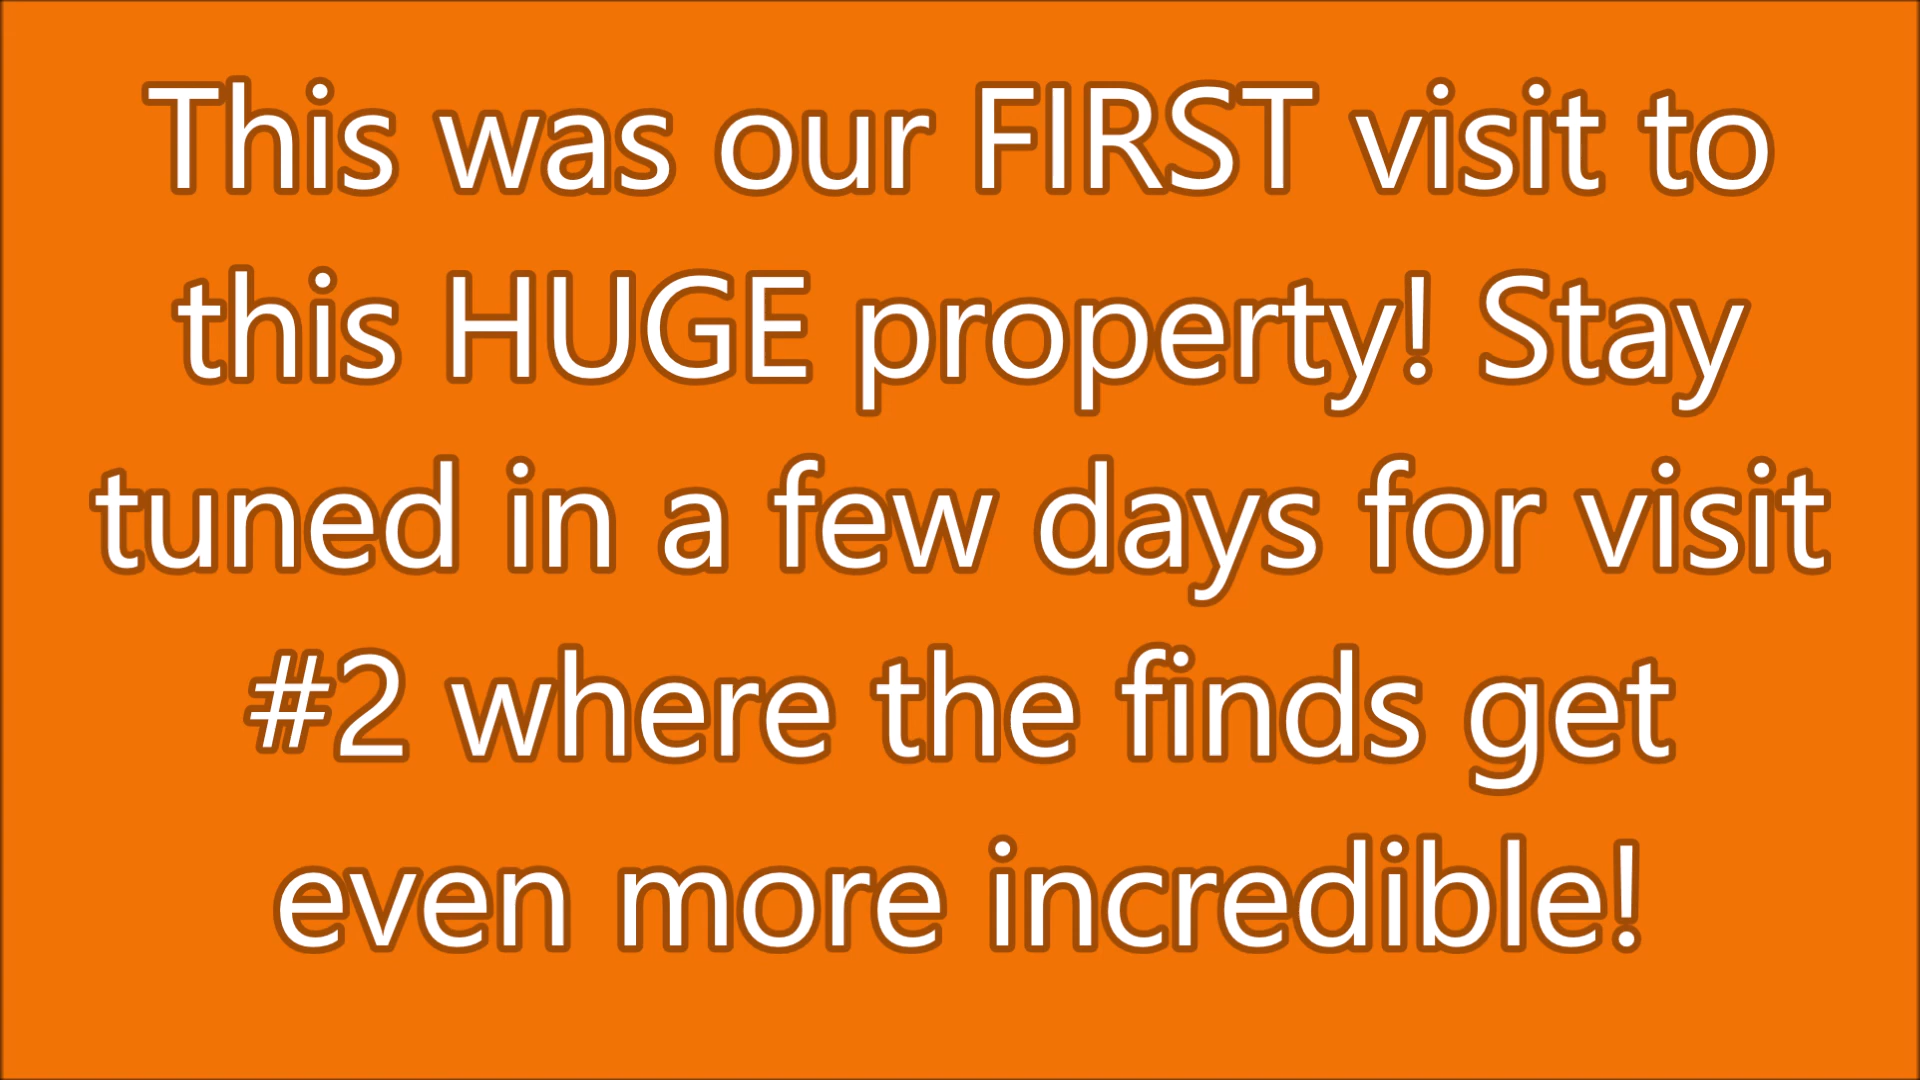 This was our FIRST visit to
this HUGE property! Stay
tuned in a few days for visit
#2 where the finds get
even more incredible!